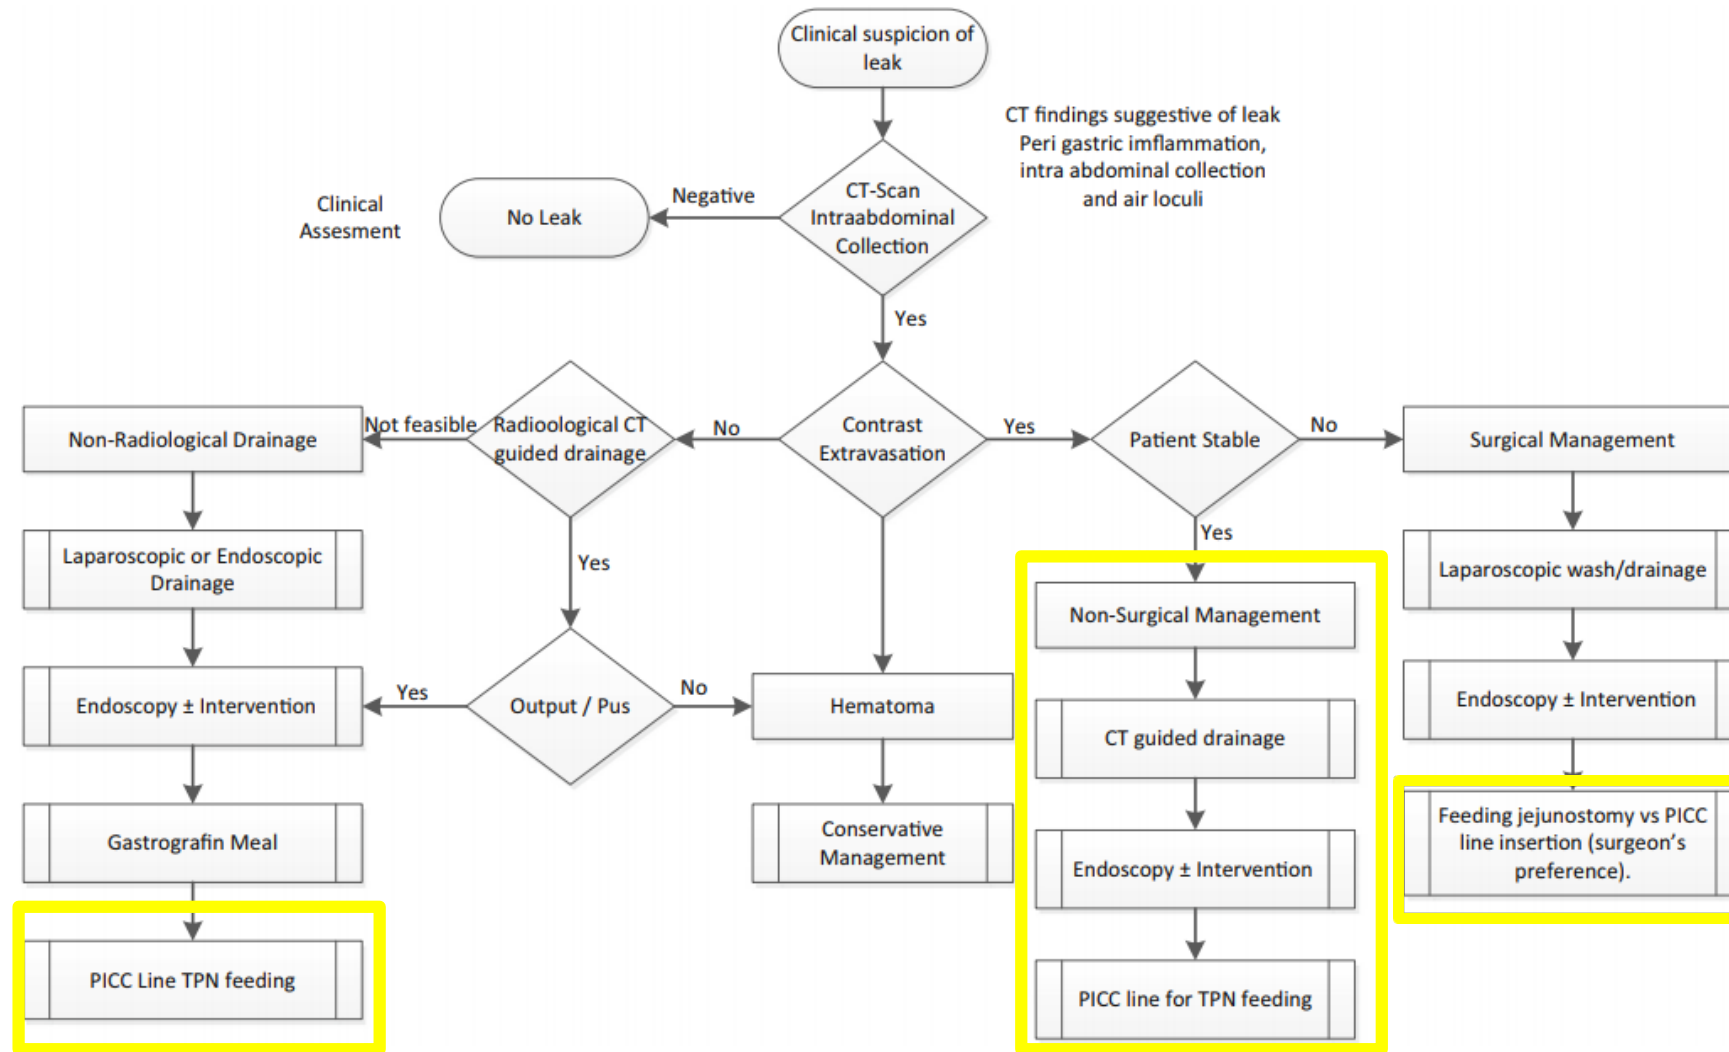 Clinical suspicion of
leak
CT findings suggestive of leak
Peri gastric imflammation,
intra abdominal collection
and air loculi
Clinical
Assesment
No Leak
Negative
CT-Scan
Intraabdominal
Collection
Yes
Non-Radiological Drainage
Not feasible
Radioological CT
guided drainage
No
Contrast
Extravasation
Yes
Patient Stable
No
Surgical Management
Yes
Yes
Laparoscopic or Endoscopic
Drainage
Non-Surgical Management
Laparoscopic wash/drainage
Endoscopy ± Intervention
Yes
Output / Pus
No
Hematoma
CT guided drainage
Endoscopy ± Intervention
Gastrografin Meal
Conservative
Management
Endoscopy ± Intervention
Feeding jejunostomy vs PICC
line insertion (surgeon's
preference).
PICC Line TPN feeding
PICC line for TPN feeding